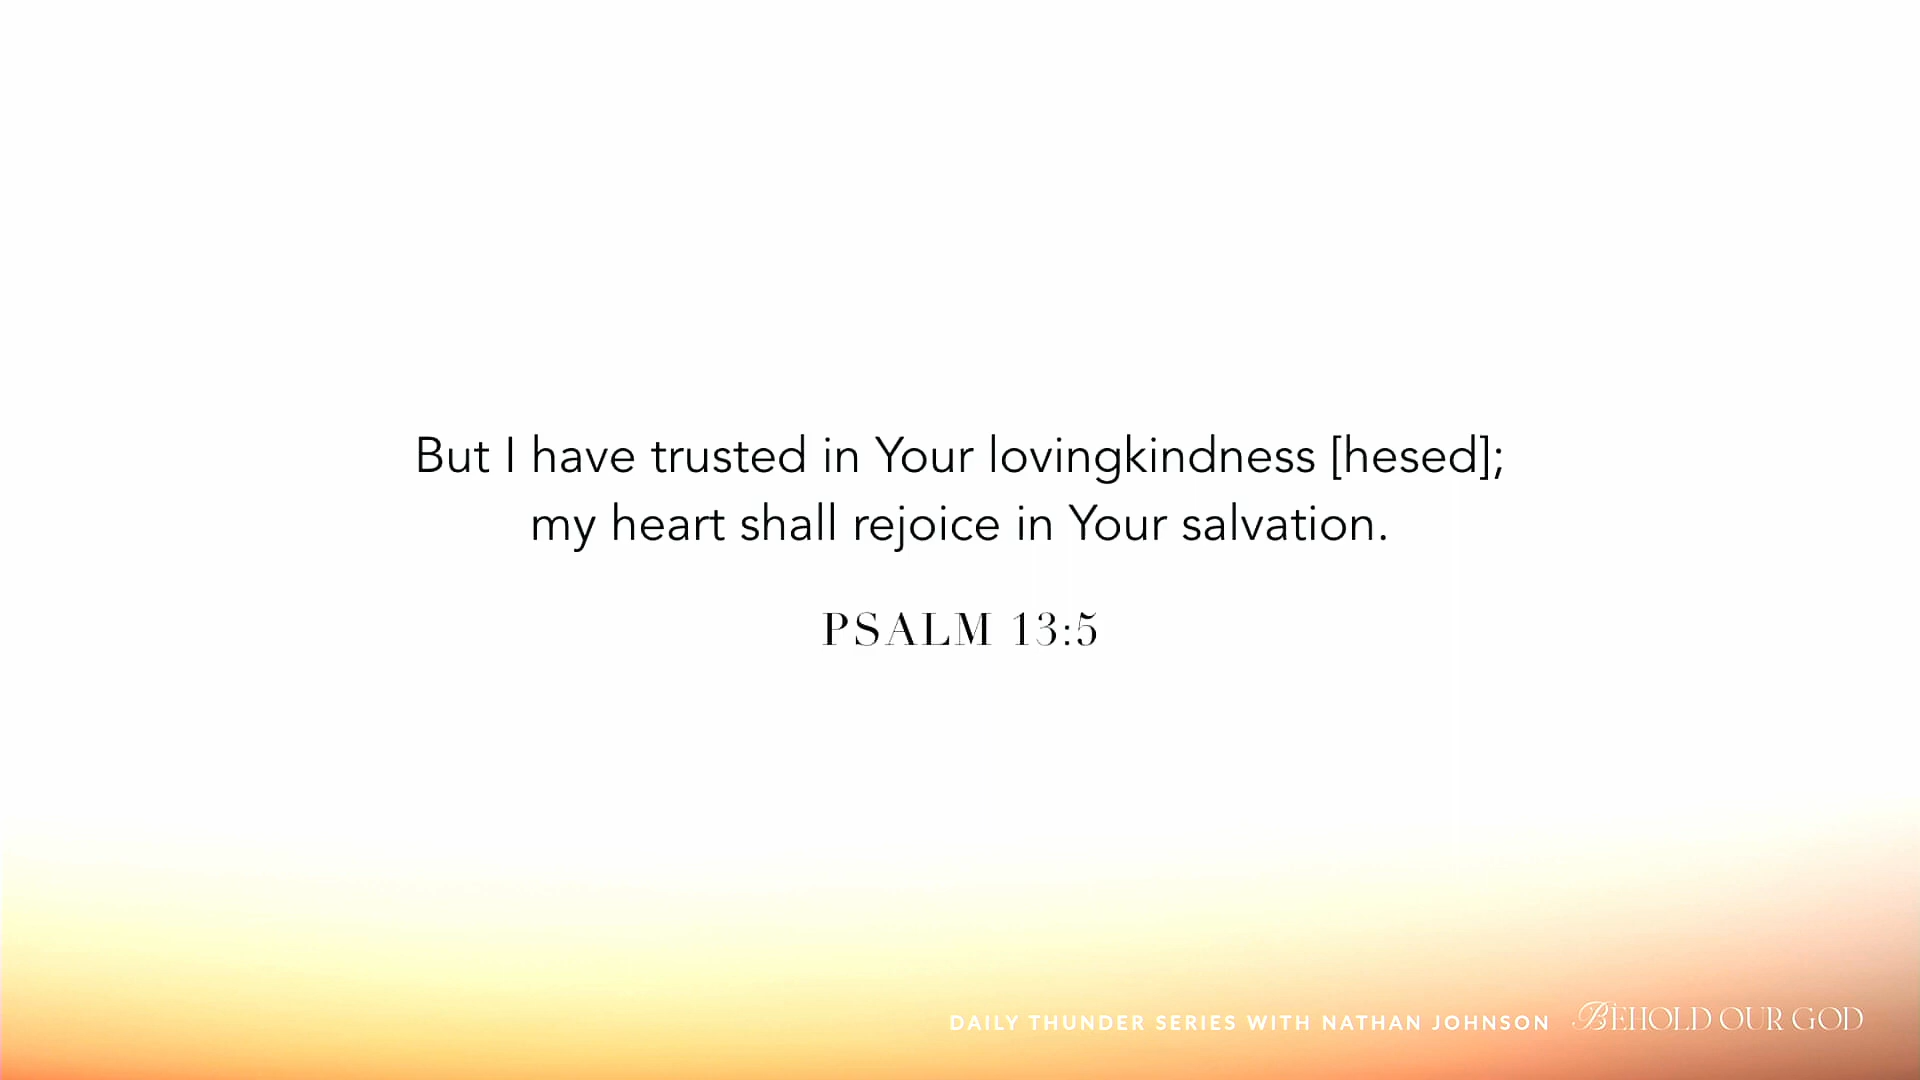 But I have trusted in Your lovingkindness [hesed];
my heart shall rejoice in Your salvation.
PSALM 13:5
DAILY THUNDER SERIES WITH NATHAN JOHNSON BEHOLD OUR GOD